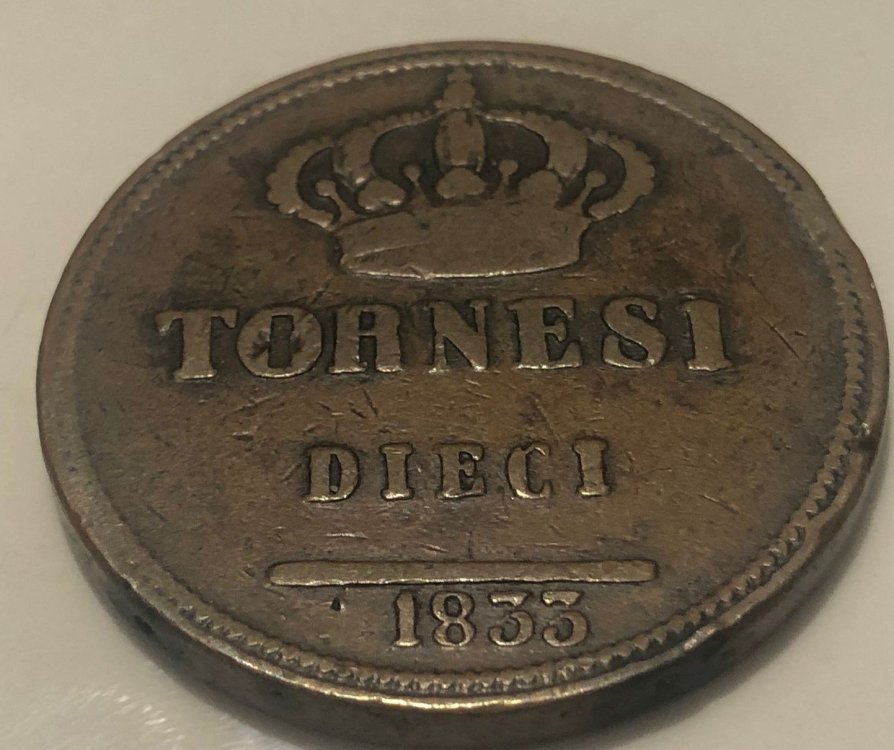 TORNESI
DIECI
1833